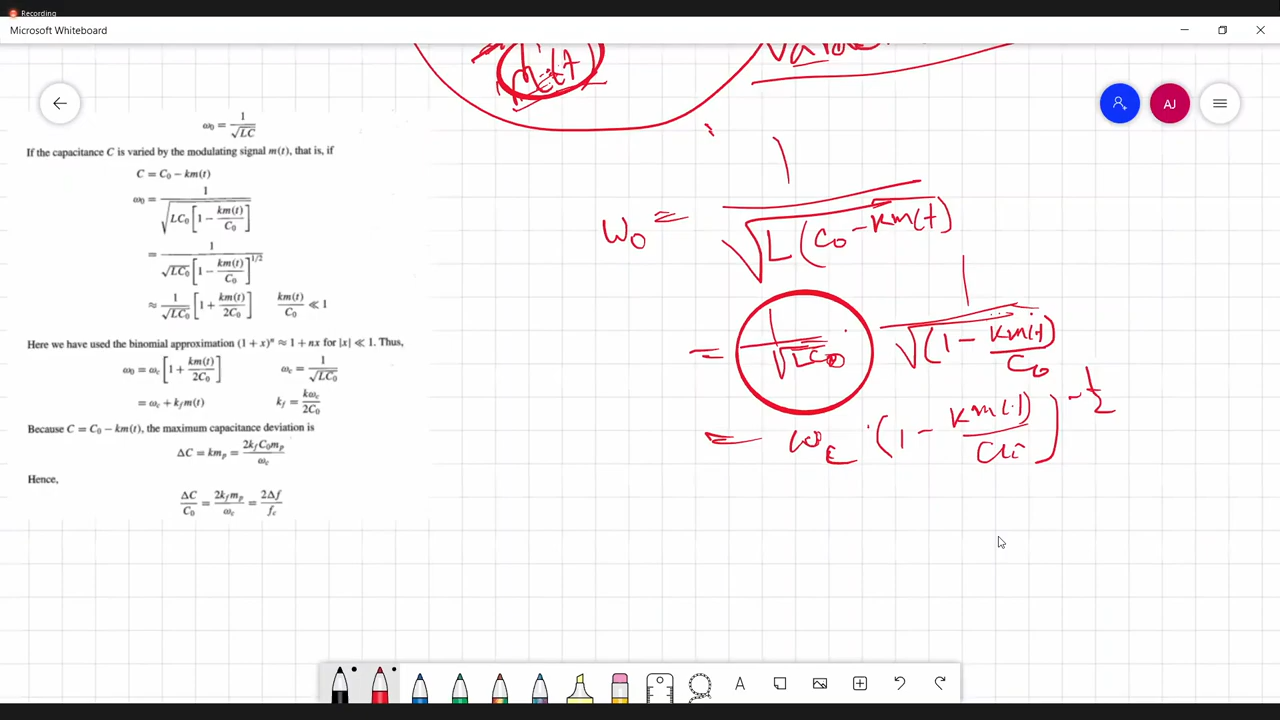 Recording
Microsoft Whiteboard
AJ
ω₀ = 1/√LC
If the capacitance C is varied by the modulating signal m(t), that is, if
C = C₀ − km(t)
ω₀ = 1/√(LC₀[1 − km(t)/C₀])
= 1/(√LC₀ [1 − km(t)/C₀]^1/2)
≈ 1/√LC₀ [1 + km(t)/2C₀]    km(t)/C₀ ≪ 1
Here we have used the binomial approximation (1 + x)ⁿ ≈ 1 + nx for |x| ≪ 1. Thus,
ω₀ = ω_c [1 + km(t)/2C₀]    ω_c = 1/√LC₀
= ω_c + k_f m(t)    k_f = kω_c/2C₀
Because C = C₀ − km(t), the maximum capacitance deviation is
ΔC = km_p = 2k_f C₀m_p/ω_c
Hence,
ΔC/C₀ = 2k_f m_p/ω_c = 2Δf/f_c
ω₀ = 1/√(L(C₀ − km(t))
= 1/√LC₀ · 1/√((1 − km(t)/C₀)
= ω_c · (1 − km(t)/C₀)^−1/2
A